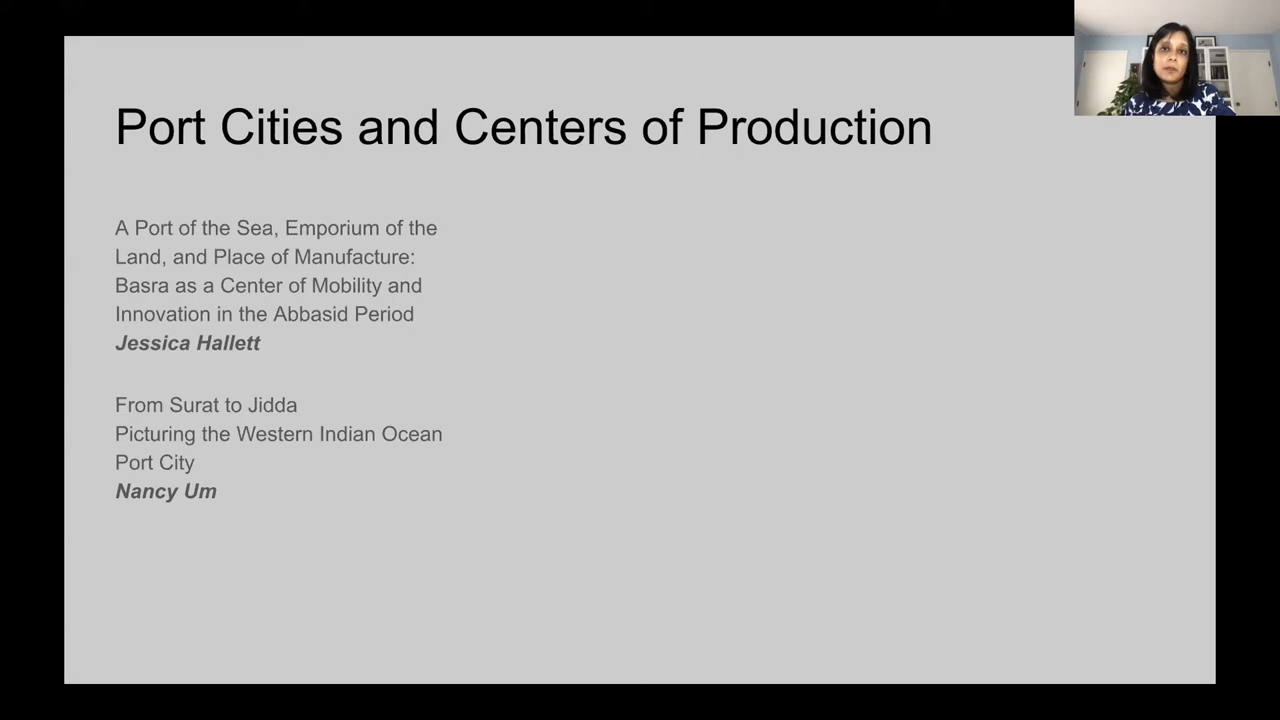 Port Cities and Centers of Production
A Port of the Sea, Emporium of the
Land, and Place of Manufacture:
Basra as a Center of Mobility and
Innovation in the Abbasid Period
Jessica Hallett
From Surat to Jidda
Picturing the Western Indian Ocean
Port City
Nancy Um